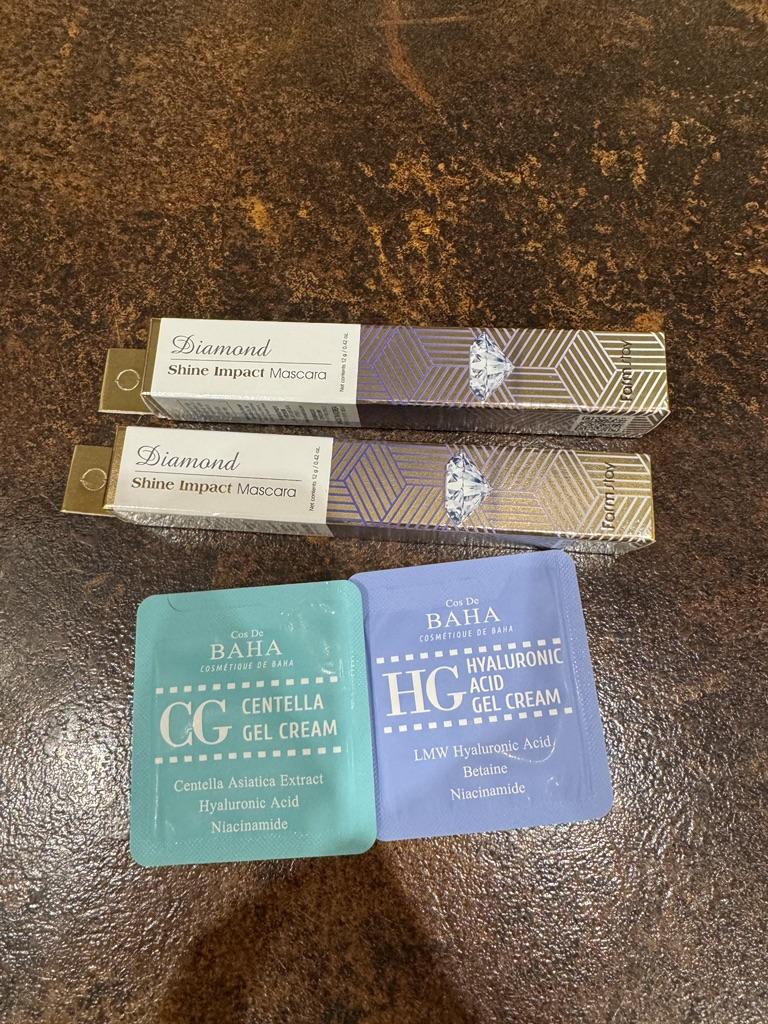 Diamond
Shine Impact Mascara
Net contents 12 g / 0.42 oz.
FarmStay
Diamond
Shine Impact Mascara
Net contents 12 g / 0.42 oz.
FarmStay
Cos De
BAHA
COSMÉTIQUE DE BAHA
CG CENTELLA
GEL CREAM
Centella Asiatica Extract
Hyaluronic Acid
Niacinamide
Cos De
BAHA
COSMÉTIQUE DE BAHA
HG HYALURONIC
ACID
GEL CREAM
LMW Hyaluronic Acid
Betaine
Niacinamide